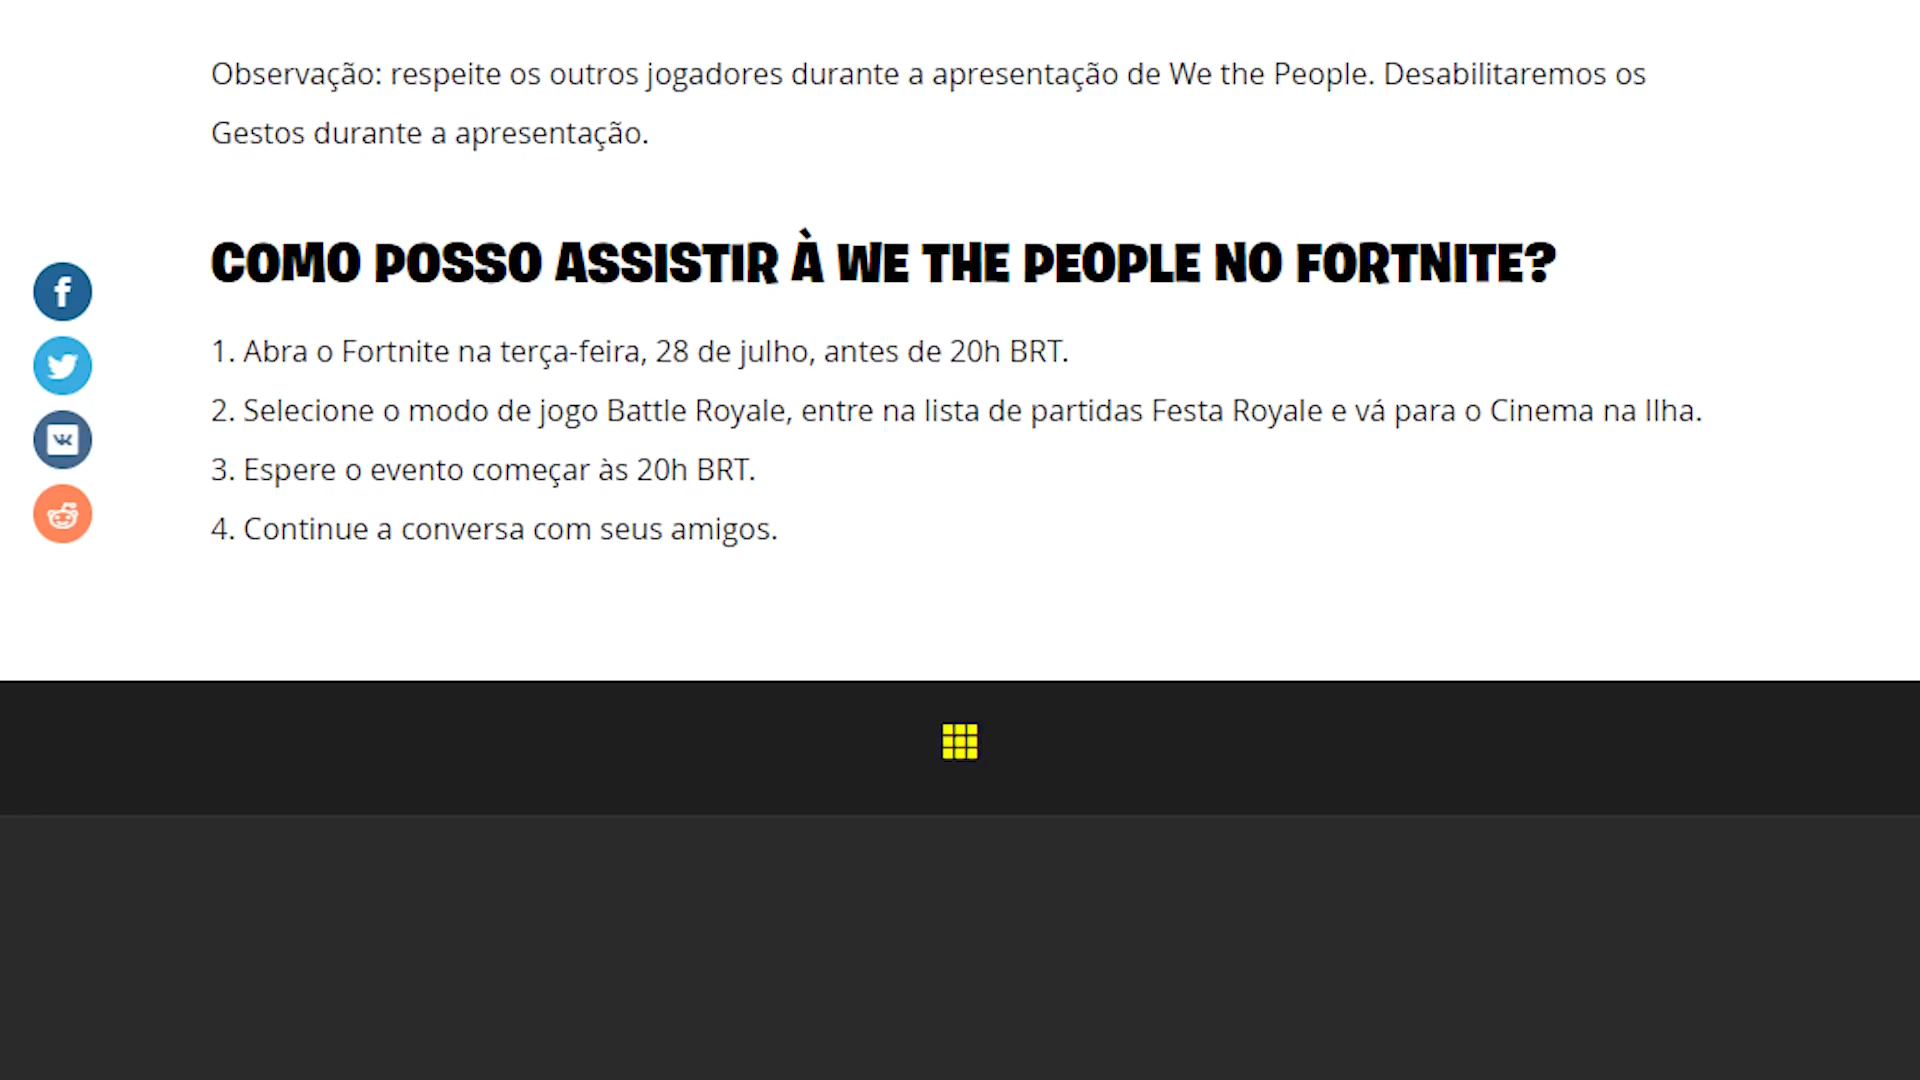 Observação: respeite os outros jogadores durante a apresentação de We the People. Desabilitaremos os
Gestos durante a apresentação.
COMO POSSO ASSISTIR À WE THE PEOPLE NO FORTNITE?
1. Abra o Fortnite na terça-feira, 28 de julho, antes de 20h BRT.
2. Selecione o modo de jogo Battle Royale, entre na lista de partidas Festa Royale e vá para o Cinema na Ilha.
3. Espere o evento começar às 20h BRT.
4. Continue a conversa com seus amigos.